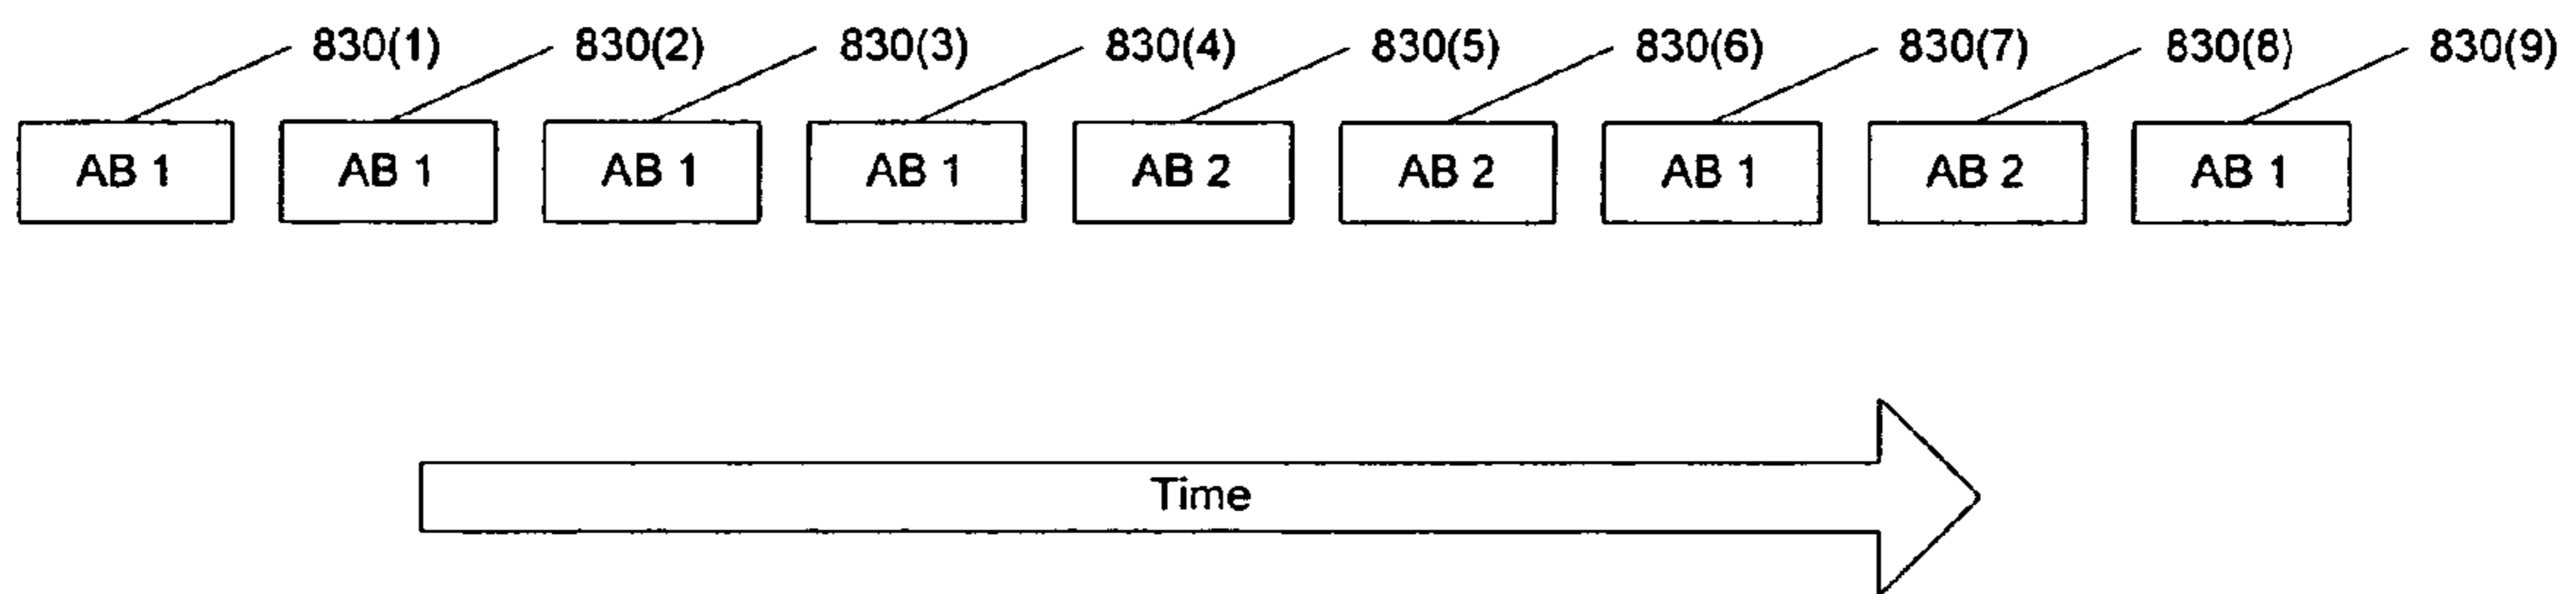 830(1) 830(2) 830(3) 830(4) 830(5) 830(6) 830(7) 830(8) 830(9)
AB 1 AB 1 AB 1 AB 1 AB 2 AB 2 AB 1 AB 2 AB 1
Time